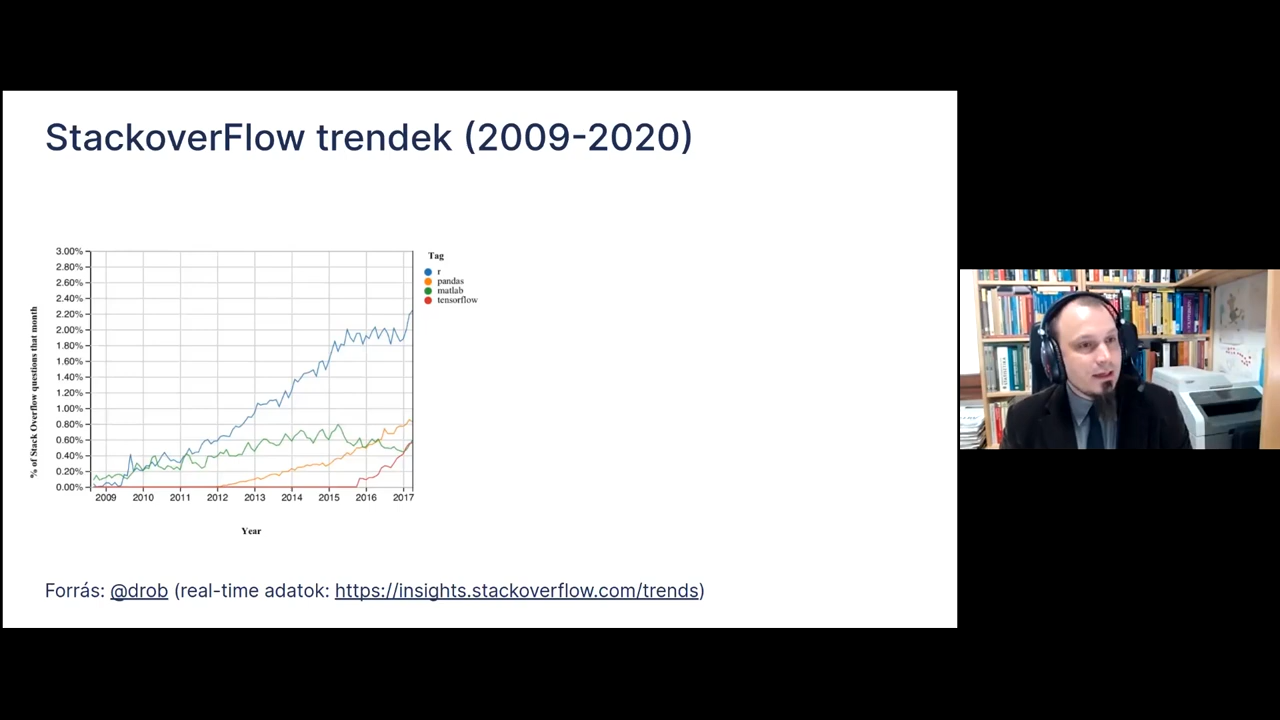 StackoverFlow trendek (2009-2020)
3.00%
2.80%
2.60%
2.40%
2.20%
2.00%
1.80%
1.60%
1.40%
1.20%
1.00%
0.80%
0.60%
0.40%
0.20%
0.00%
% of Stack Overflow questions that month
2009 2010 2011 2012 2013 2014 2015 2016 2017
Year
Tag
r
pandas
matlab
tensorflow
Forrás: @drob (real-time adatok: https://insights.stackoverflow.com/trends)